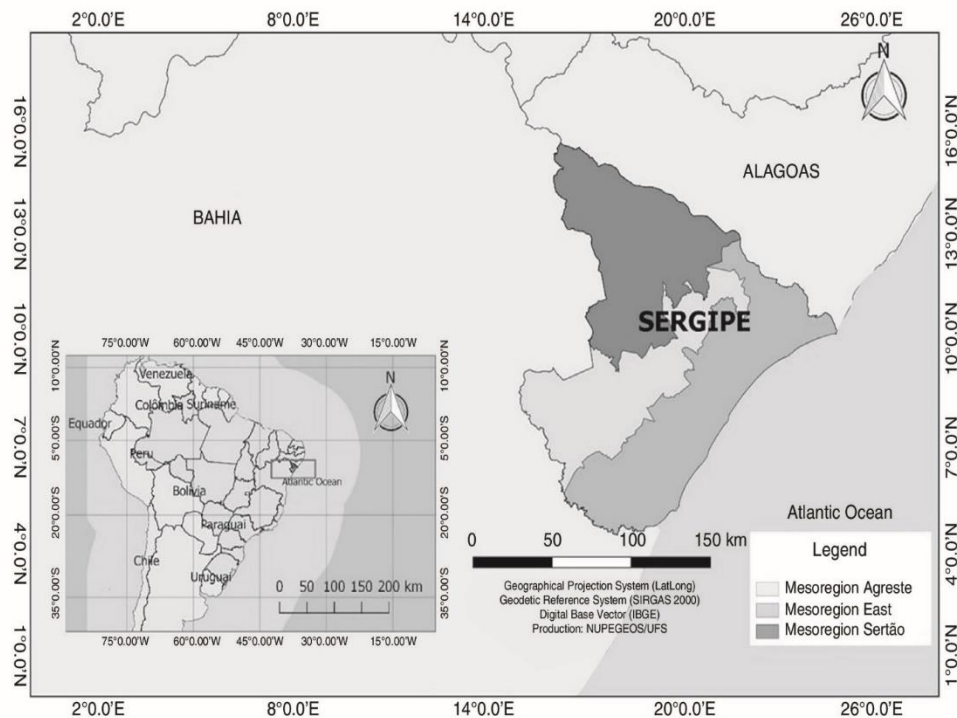 2°0.0'E 8°0.0'E 14°0.0'E 20°0.0'E 26°0.0'E
16°0.0'N
13°0.0'N
10°0.0'N
7°0.0'N
4°0.0'N
1°0.0'N
N
ALAGOAS
BAHIA
SERGIPE
75°0.00'W 60°0.00'W 45°0.00'W 30°0.00'W 15°0.00'W
10°0.00'N
5°0.00'S
20°0.00'S
35°0.00'S
N
Venezuela
Colômbia Suriname
Equador
Peru
Atlantic Ocean
Bolivia
Paraguai
Chile
Uruguai
0 50 100 150 200 km
75°0.00'W 60°0.00'W 45°0.00'W 30°0.00'W 15°0.00'W
10°0.00'N
5°0.00'S
20°0.00'S
35°0.00'S
Atlantic Ocean
0 50 100 150 km
Geographical Projection System (LatLong)
Geodetic Reference System (SIRGAS 2000)
Digital Base Vector (IBGE)
Production: NUPEGEOS/UFS
Legend
Mesoregion Agreste
Mesoregion East
Mesoregion Sertão
16°0.0'N
13°0.0'N
10°0.0'N
7°0.0'N
4°0.0'N
1°0.0'N
2°0.0'E 8°0.0'E 14°0.0'E 20°0.0'E 26°0.0'E